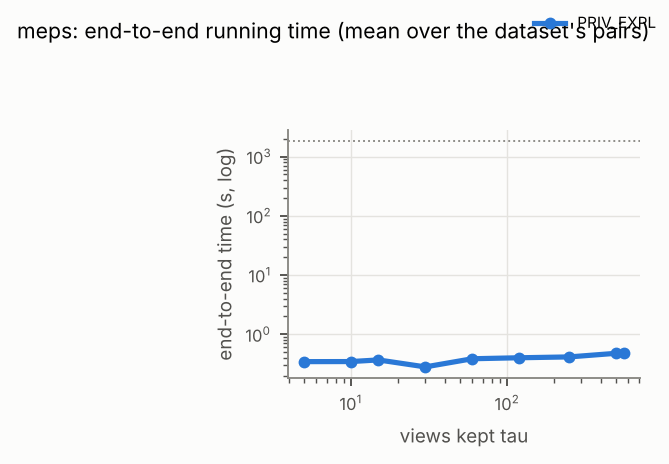 PRIV_EXRL
meps: end-to-end running time (mean over the dataset's pairs)
end-to-end time (s, log)
10³
10²
10¹
10⁰
10¹ 10²
views kept tau